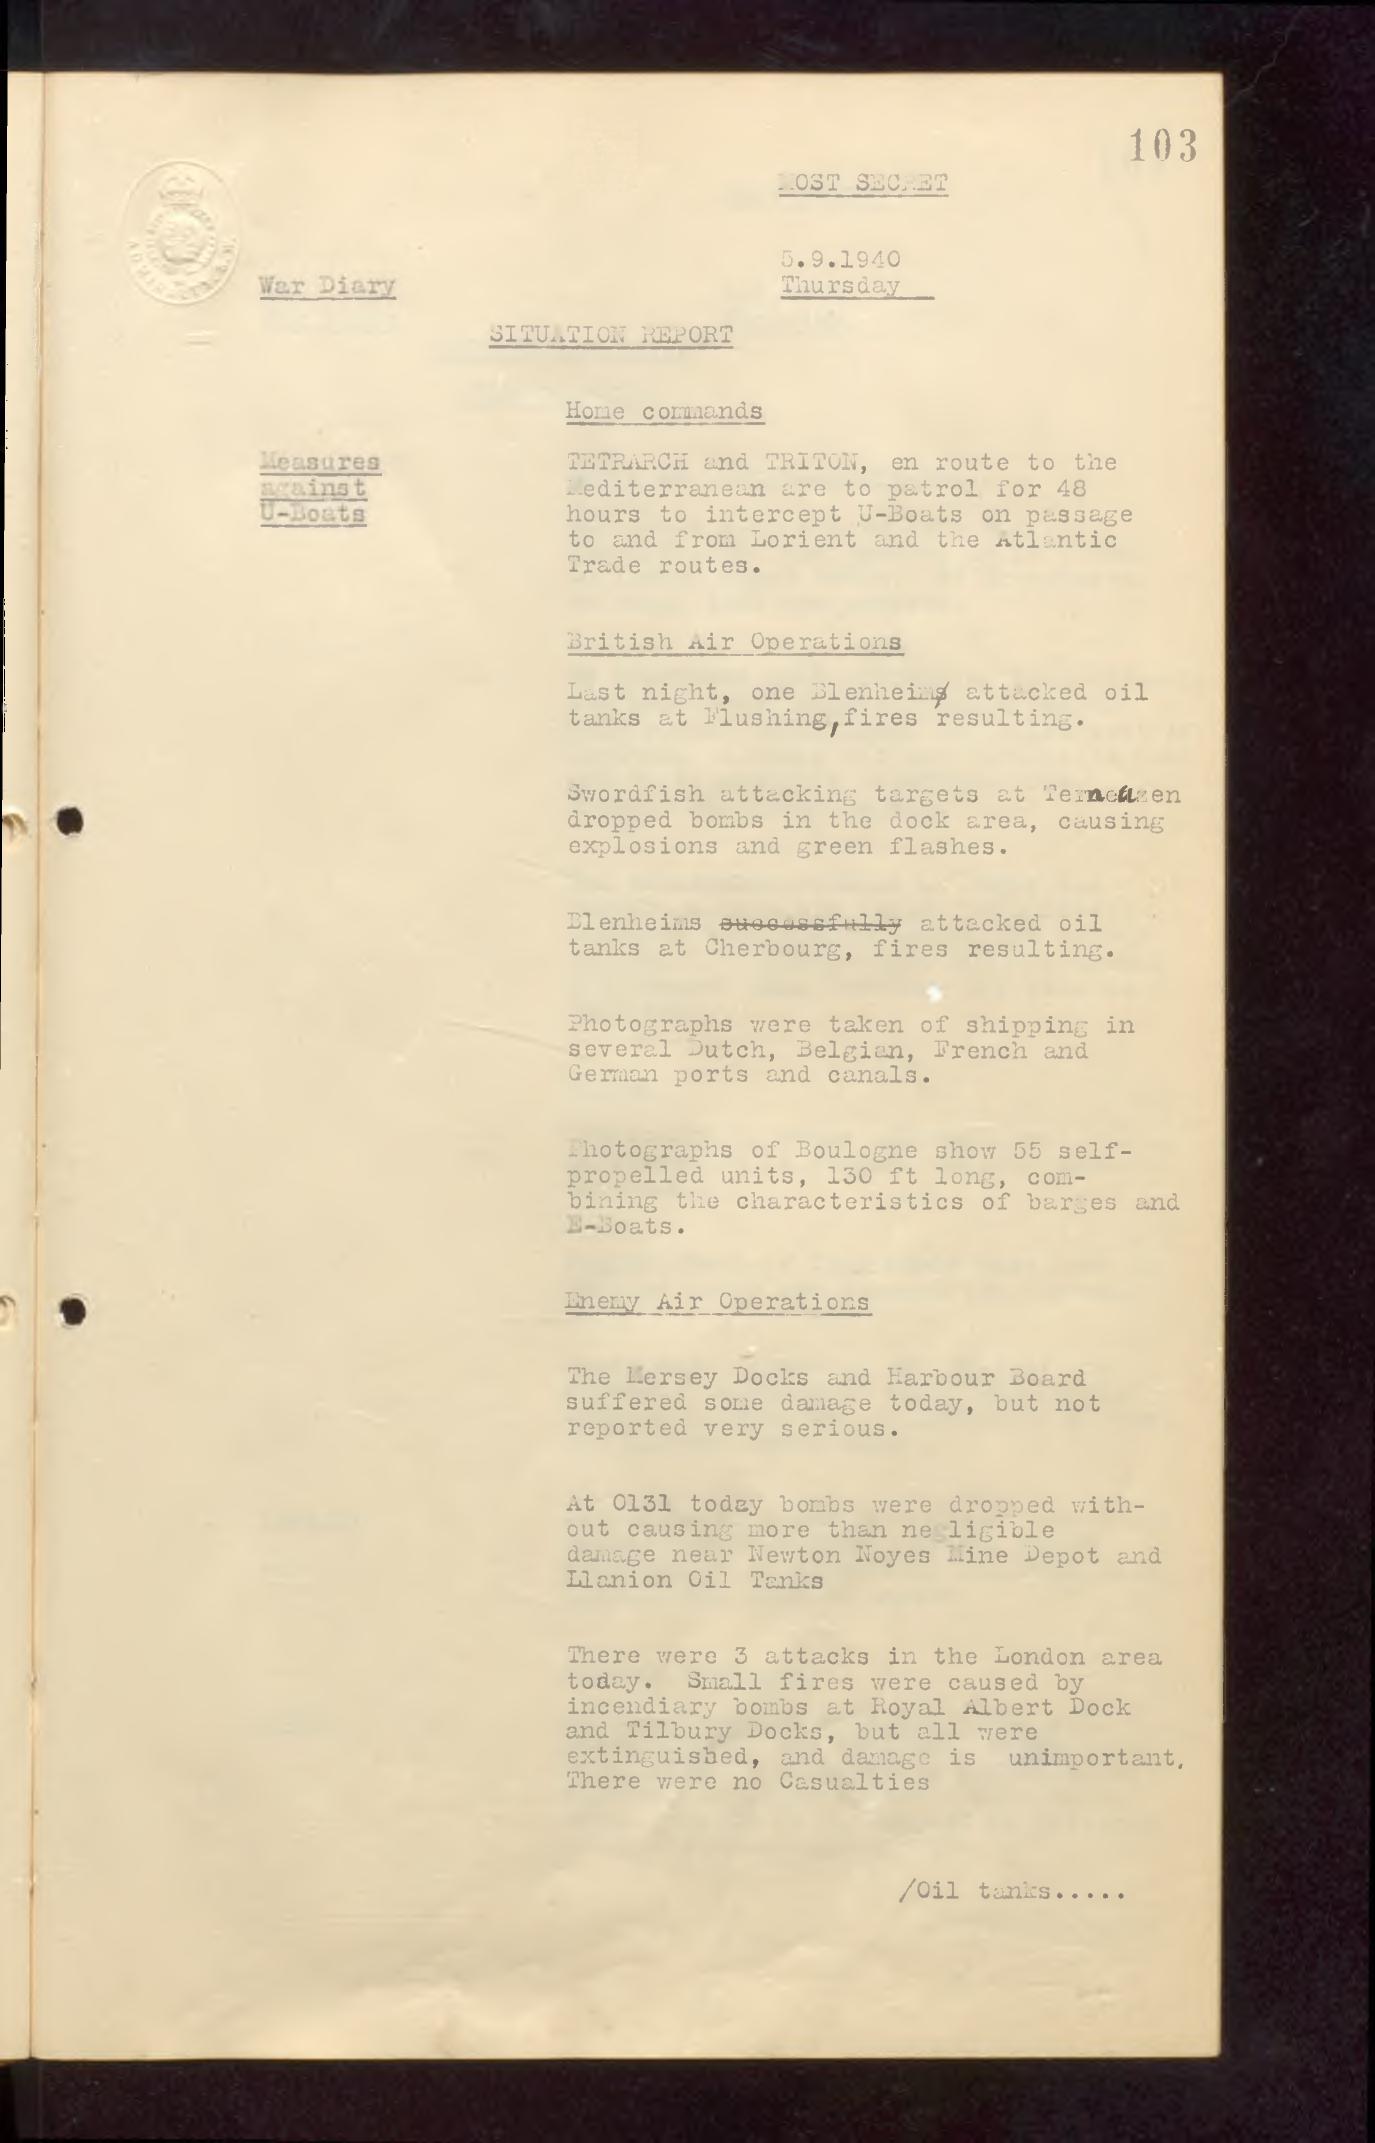 103
MOST SECRET
5.9.1940
War Diary
Thursday
SITUATION REPORT
Home commands
Measures
against
U-Boats
TETRARCH and TRITON, en route to the
Mediterranean are to patrol for 48
hours to intercept U-Boats on passage
to and from Lorient and the Atlantic
Trade routes.
British Air Operations
Last night, one Blenheim attacked oil
tanks at Flushing, fires resulting.
Swordfish attacking targets at Terneuzen
dropped bombs in the dock area, causing
explosions and green flashes.
Blenheims successfully attacked oil
tanks at Cherbourg, fires resulting.
Photographs were taken of shipping in
several Dutch, Belgian, French and
German ports and canals.
Photographs of Boulogne show 55 self-
propelled units, 130 ft long, com-
bining the characteristics of barges and
E-Boats.
Enemy Air Operations
The Mersey Docks and Harbour Board
suffered some damage today, but not
reported very serious.
At 0131 today bombs were dropped with-
out causing more than negligible
damage near Newton Noyes Mine Depot and
Llanion Oil Tanks
There were 3 attacks in the London area
today. Small fires were caused by
incendiary bombs at Royal Albert Dock
and Tilbury Docks, but all were
extinguished, and damage is unimportant.
There were no Casualties
/Oil tanks.....